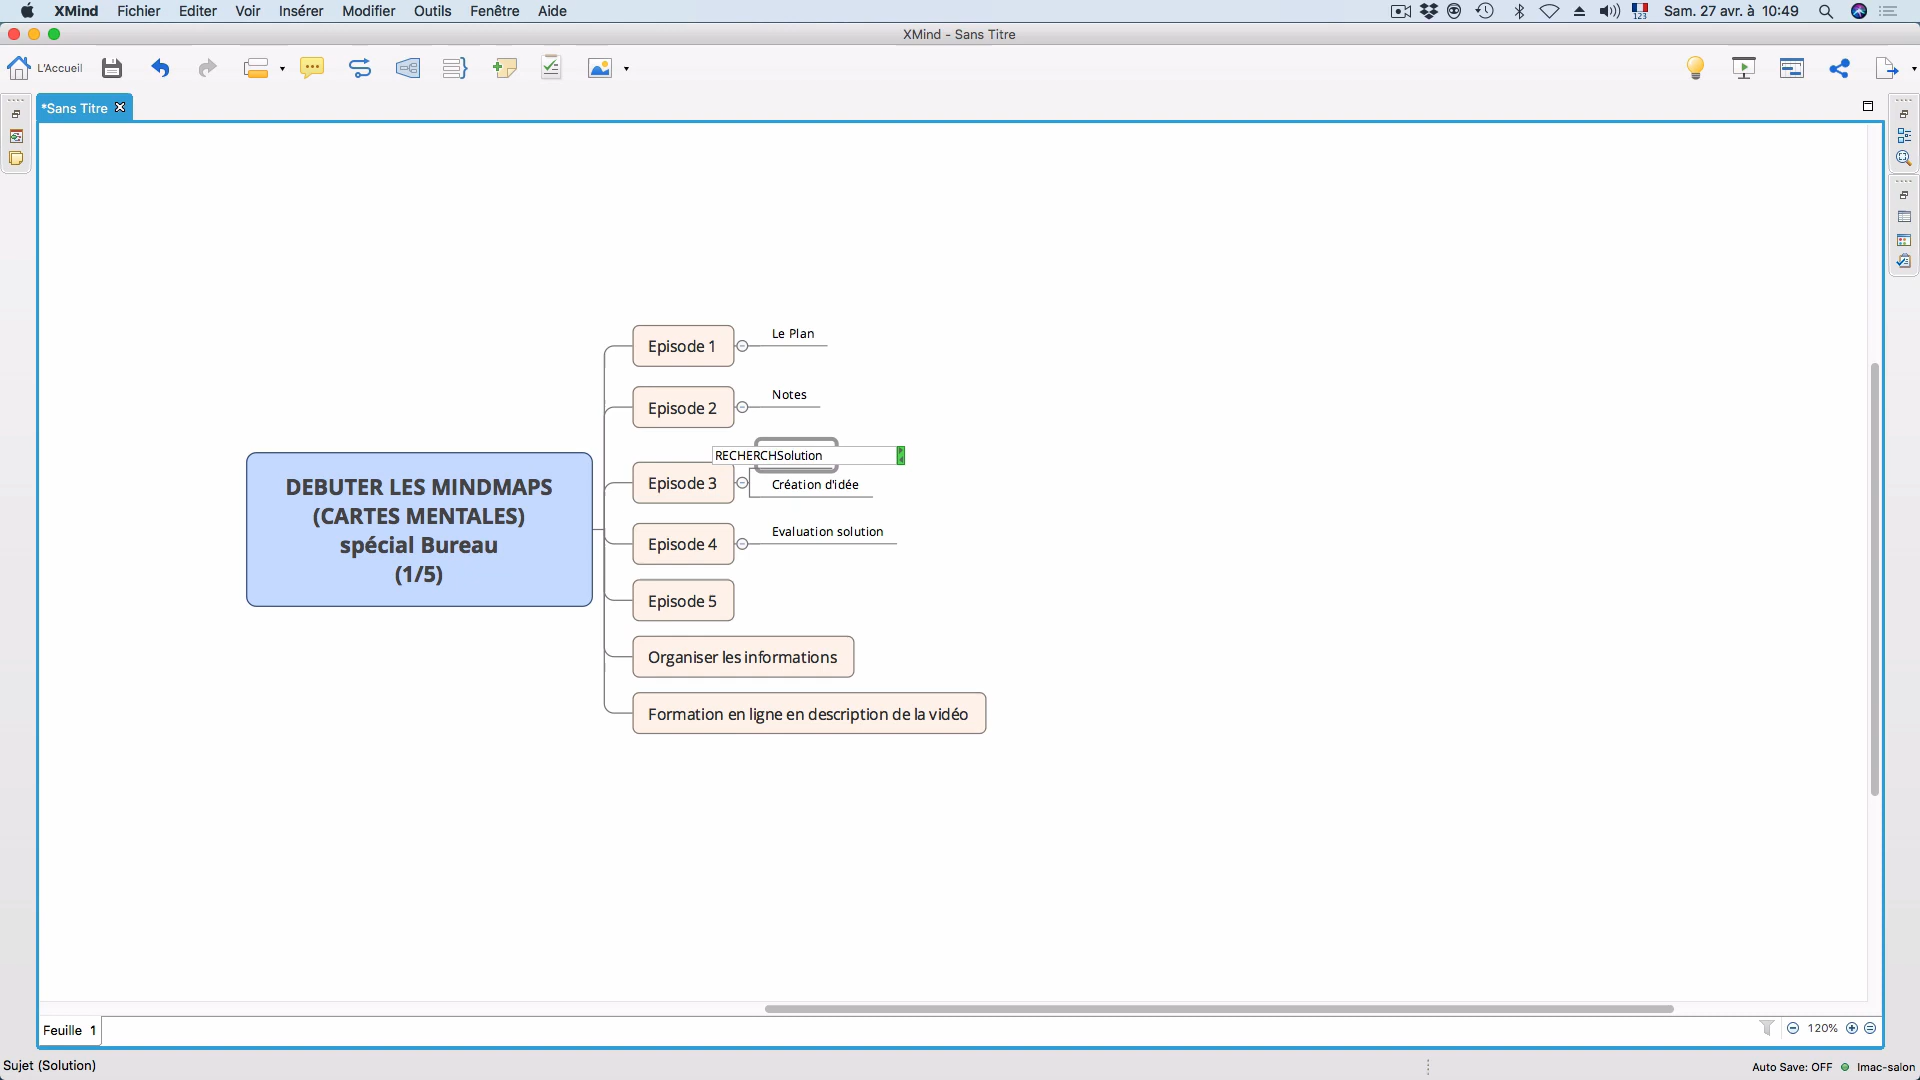 XMind Fichier Editer Voir Insérer Modifier Outils Fenêtre Aide
123
Sam. 27 avr. à 10:49
XMind - Sans Titre
L'Accueil
*Sans Titre
DEBUTER LES MINDMAPS
(CARTES MENTALES)
spécial Bureau
(1/5)
Episode 1
Le Plan
Episode 2
Notes
RECHERCHSolution
Episode 3
Création d'idée
Episode 4
Evaluation solution
Episode 5
Organiser les informations
Formation en ligne en description de la vidéo
Feuille 1
120%
Sujet (Solution)
Auto Save: OFF
Imac-salon